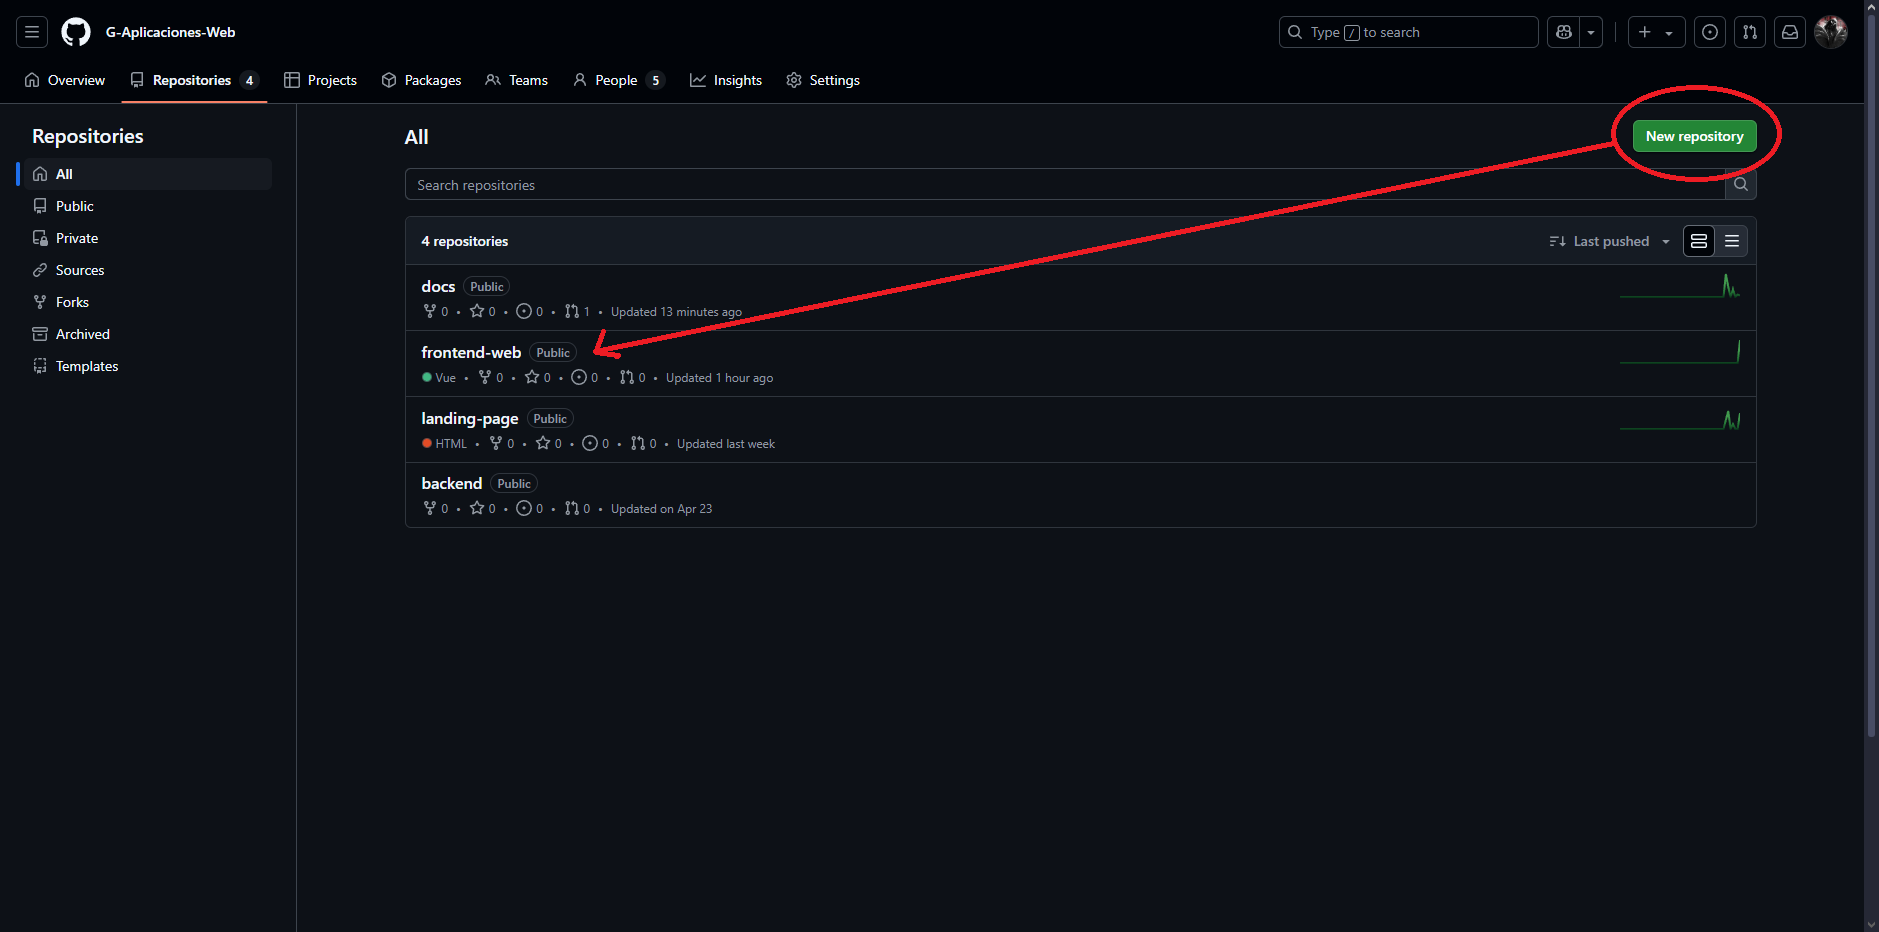 G-Aplicaciones-Web
Type / to search
Overview
Repositories 4
Projects
Packages
Teams
People 5
Insights
Settings
Repositories
All
Public
Private
Sources
Forks
Archived
Templates
All
New repository
Search repositories
4 repositories
Last pushed
docs Public
0 • 0 • 0 • 1 • Updated 13 minutes ago
frontend-web Public
Vue • 0 • 0 • 0 • 0 • Updated 1 hour ago
landing-page Public
HTML • 0 • 0 • 0 • 0 • Updated last week
backend Public
0 • 0 • 0 • 0 • Updated on Apr 23